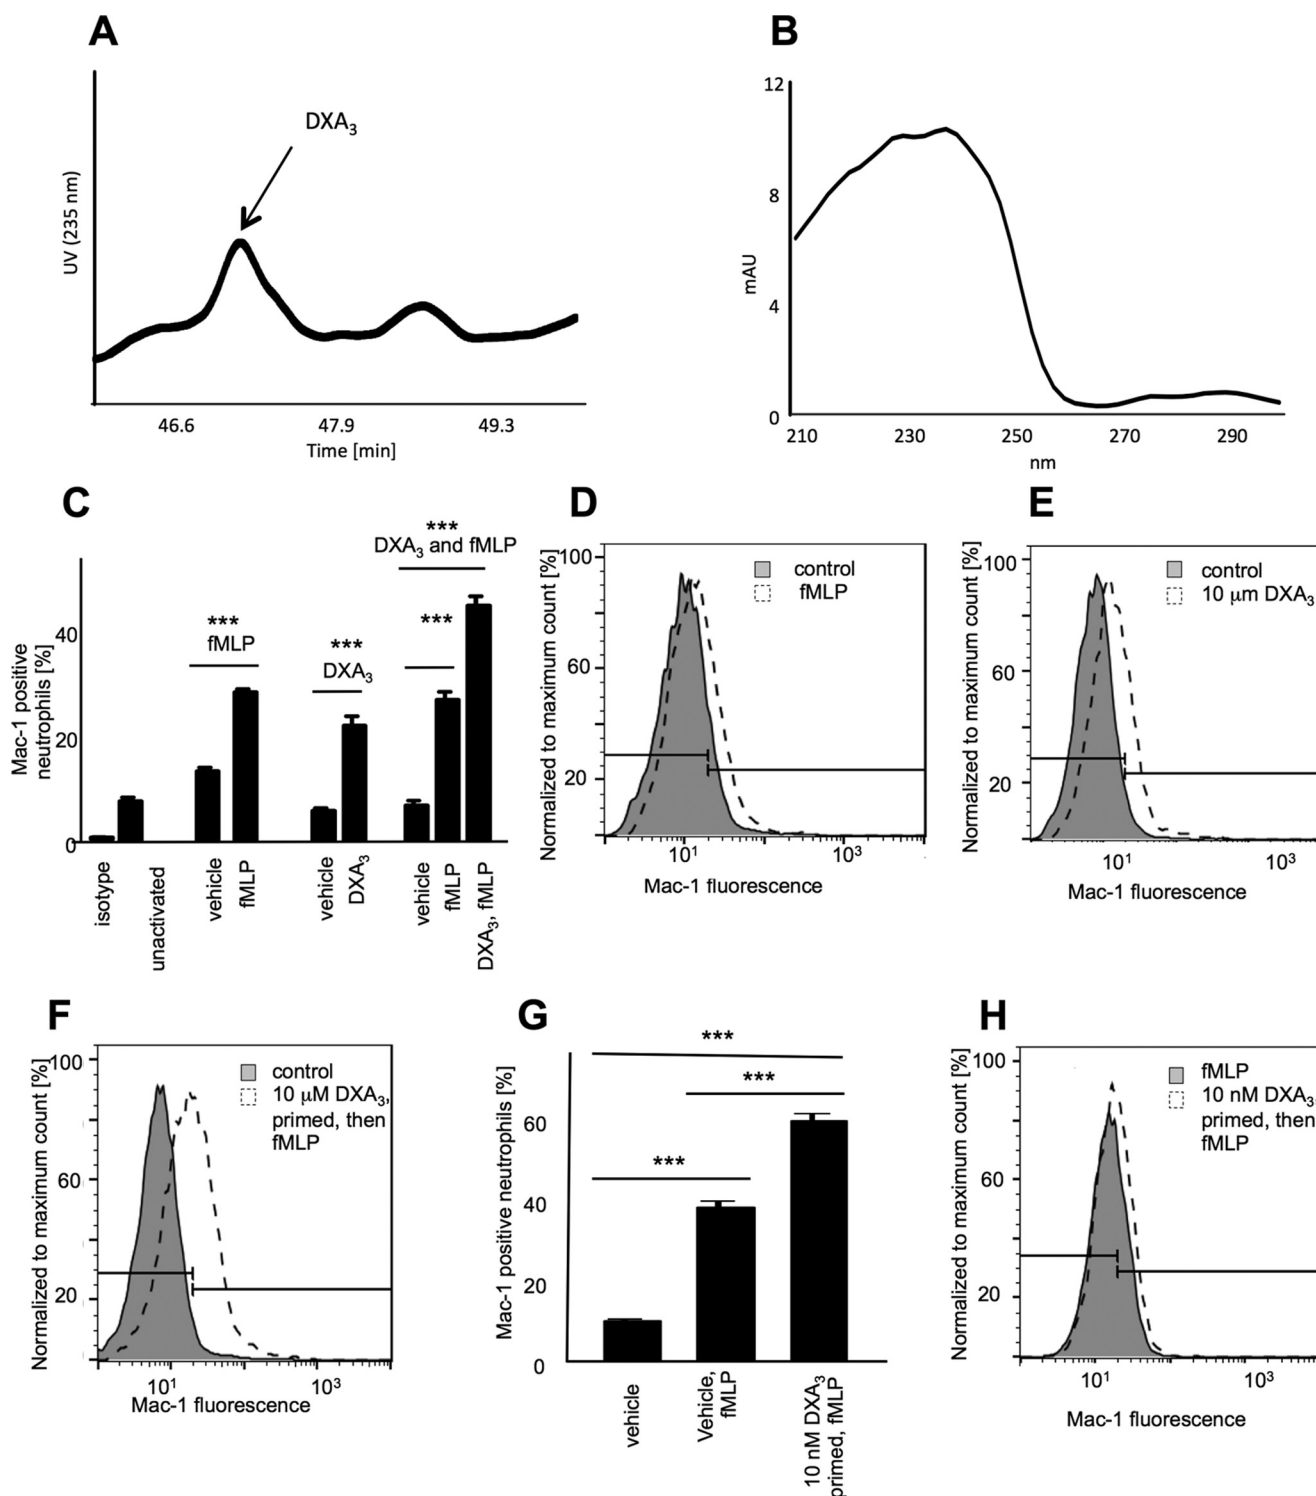 A
DXA3
UV (235 nm)
46.6
47.9
49.3
Time [min]
B
12
8
4
0
mAU
210
230
250
270
290
nm
C
Mac-1 positive
neutrophils [%]
40
20
0
***
fMLP
***
DXA3
***
DXA3 and fMLP
***
isotype
unactivated
vehicle
fMLP
vehicle
DXA3
vehicle
fMLP
DXA3, fMLP
D
Normalized to maximum count [%]
100
60
20
control
fMLP
10¹
10³
Mac-1 fluorescence
E
Normalized to maximum count [%]
100
60
20
control
10 µm DXA3
10¹
10³
Mac-1 fluorescence
F
Normalized to maximum count [%]
100
60
20
control
10 µM DXA3,
primed, then
fMLP
10¹
10³
Mac-1 fluorescence
G
Mac-1 positive neutrophils [%]
60
40
20
0
***
***
***
vehicle
Vehicle,
fMLP
10 nM DXA3
primed, fMLP
H
Normalized to maximum count [%]
100
60
20
fMLP
10 nM DXA3
primed, then
fMLP
10¹
10³
Mac-1 fluorescence